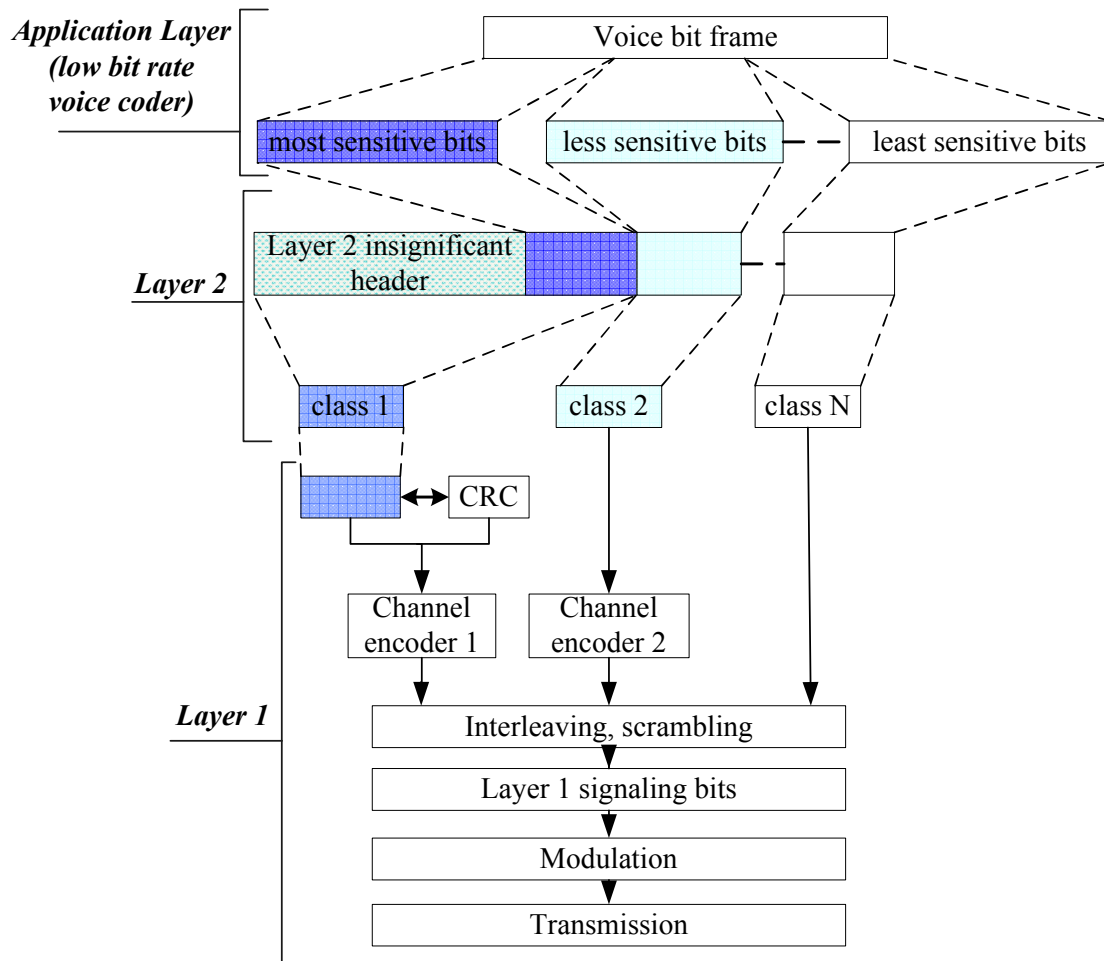 Application Layer
(low bit rate
voice coder)
Voice bit frame
most sensitive bits
less sensitive bits
least sensitive bits
Layer 2
Layer 2 insignificant
header
class 1
class 2
class N
Layer 1
CRC
Channel
encoder 1
Channel
encoder 2
Interleaving, scrambling
Layer 1 signaling bits
Modulation
Transmission